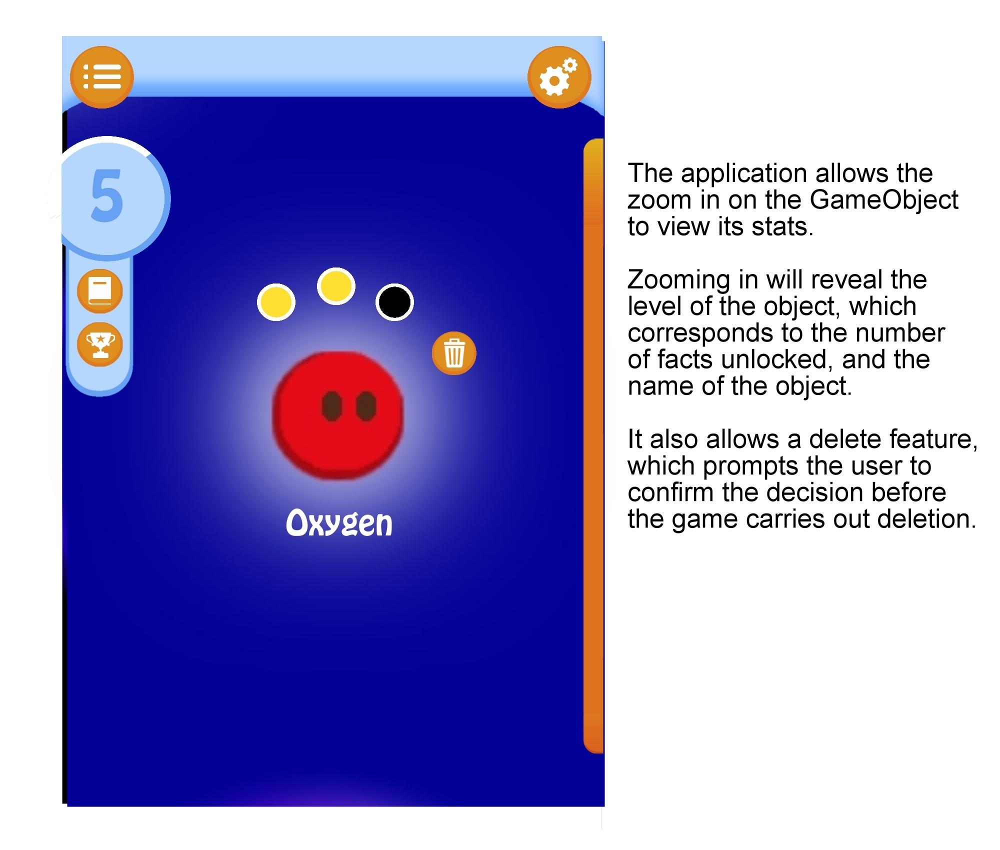 5
Oxygen
The application allows the
zoom in on the GameObject
to view its stats.
Zooming in will reveal the
level of the object, which
corresponds to the number
of facts unlocked, and the
name of the object.
It also allows a delete feature,
which prompts the user to
confirm the decision before
the game carries out deletion.